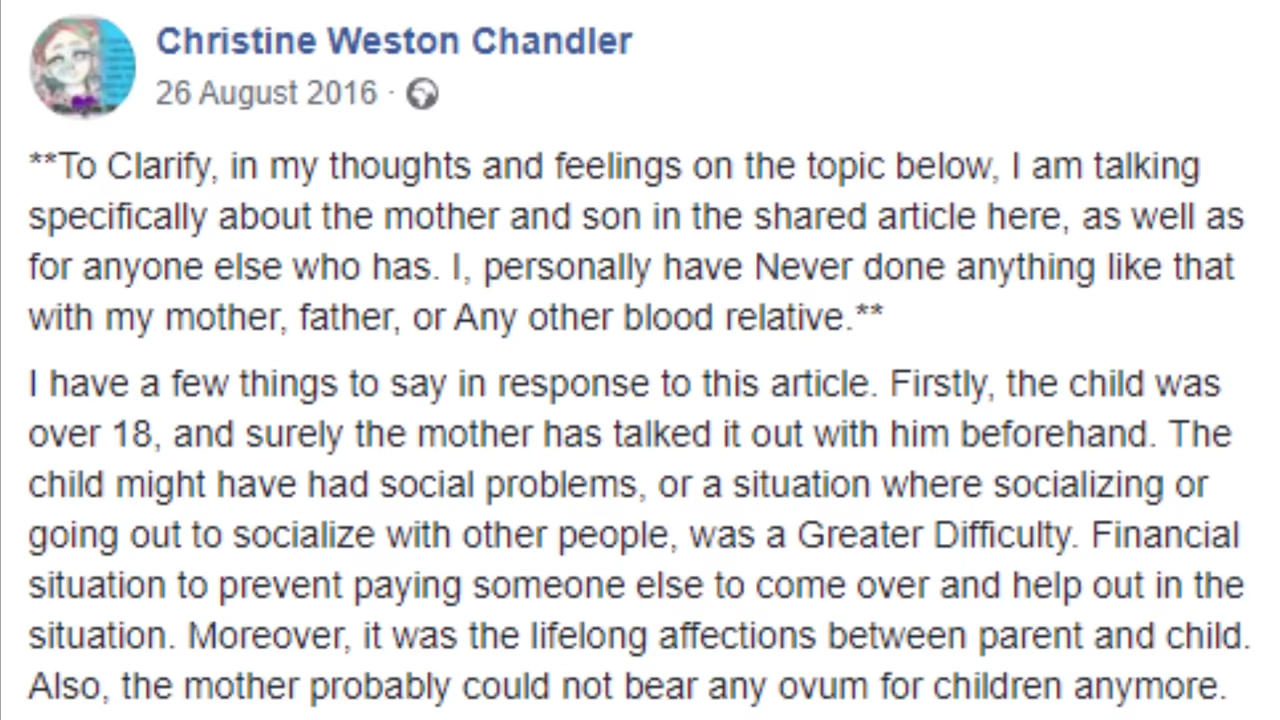 Christine Weston Chandler
26 August 2016 ·
**To Clarify, in my thoughts and feelings on the topic below, I am talking
specifically about the mother and son in the shared article here, as well as
for anyone else who has. I, personally have Never done anything like that
with my mother, father, or Any other blood relative.**
I have a few things to say in response to this article. Firstly, the child was
over 18, and surely the mother has talked it out with him beforehand. The
child might have had social problems, or a situation where socializing or
going out to socialize with other people, was a Greater Difficulty. Financial
situation to prevent paying someone else to come over and help out in the
situation. Moreover, it was the lifelong affections between parent and child.
Also, the mother probably could not bear any ovum for children anymore.